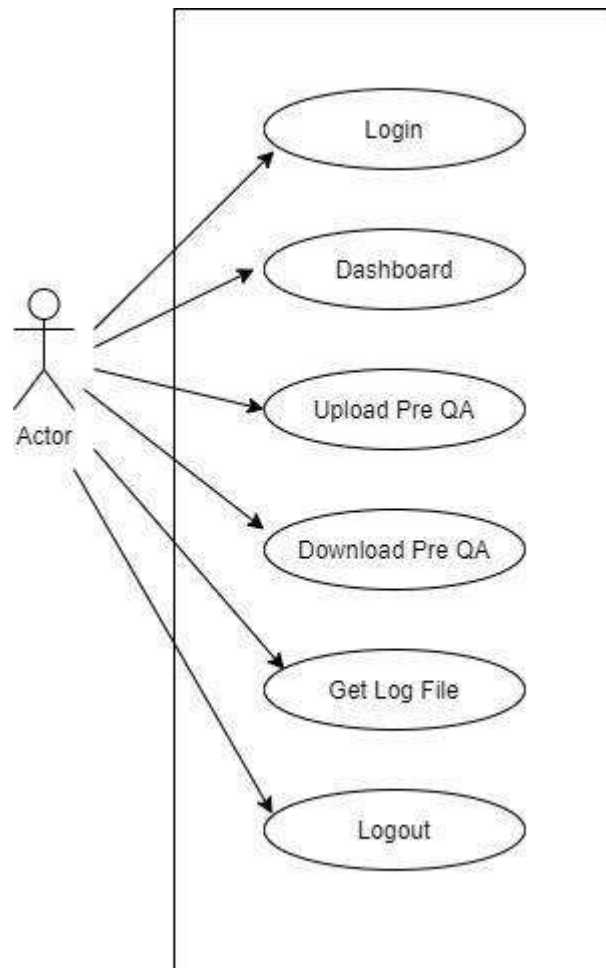 Login
Dashboard
Upload Pre QA
Actor
Download Pre QA
Get Log File
Logout